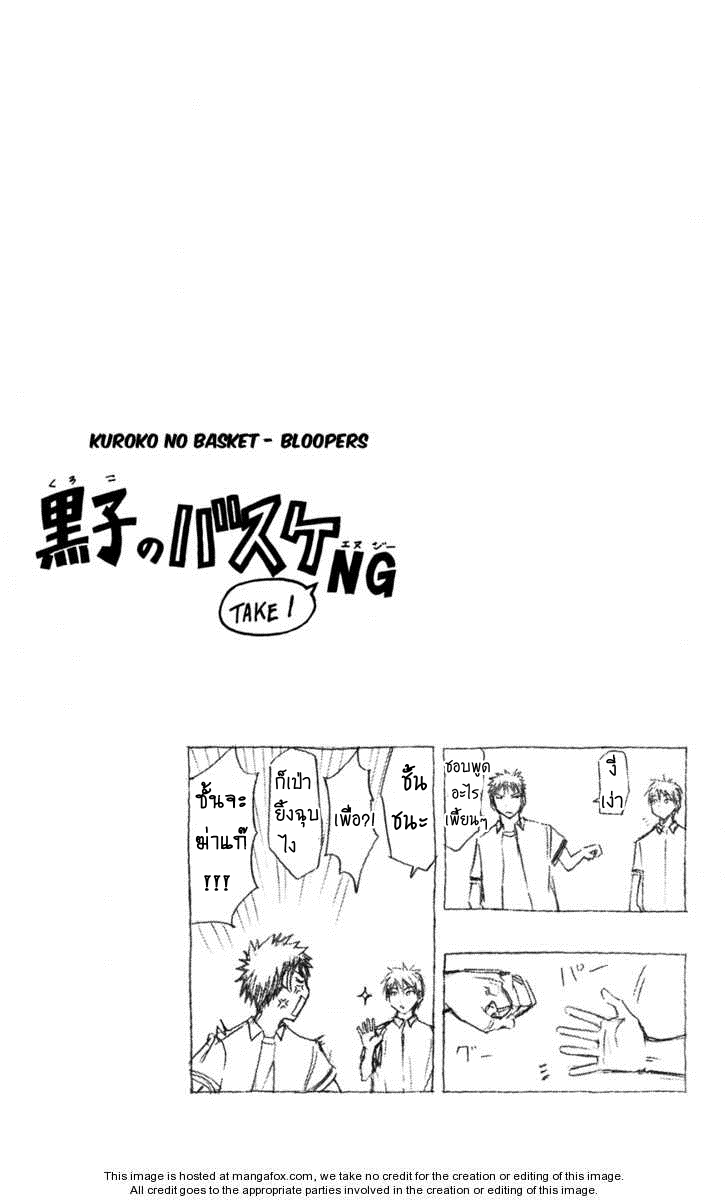 KUROKO NO BASKET - BLOOPERS
くろこ
黒子のバスケ
エヌジー
NG
TAKE 1
งี่
เง่า
ชอบพูด
อะไร
เพี้ยนๆ
パー
グー
ชั้น
ชนะ
เพื่อ?!
ก็เป่า
ยิ้งฉุบ
ไง
ชั้นจะ
ฆ่าแก๊
!!!
This image is hosted at mangafox.com, we take no credit for the creation or editing of this image.
All credit goes to the appropriate parties involved in the creation or editing of this image.